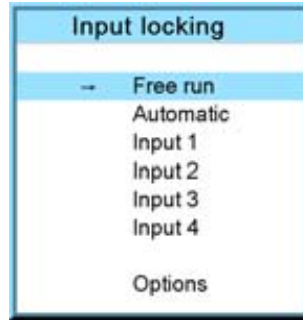 Input locking
→ Free run
Automatic
Input 1
Input 2
Input 3
Input 4
Options